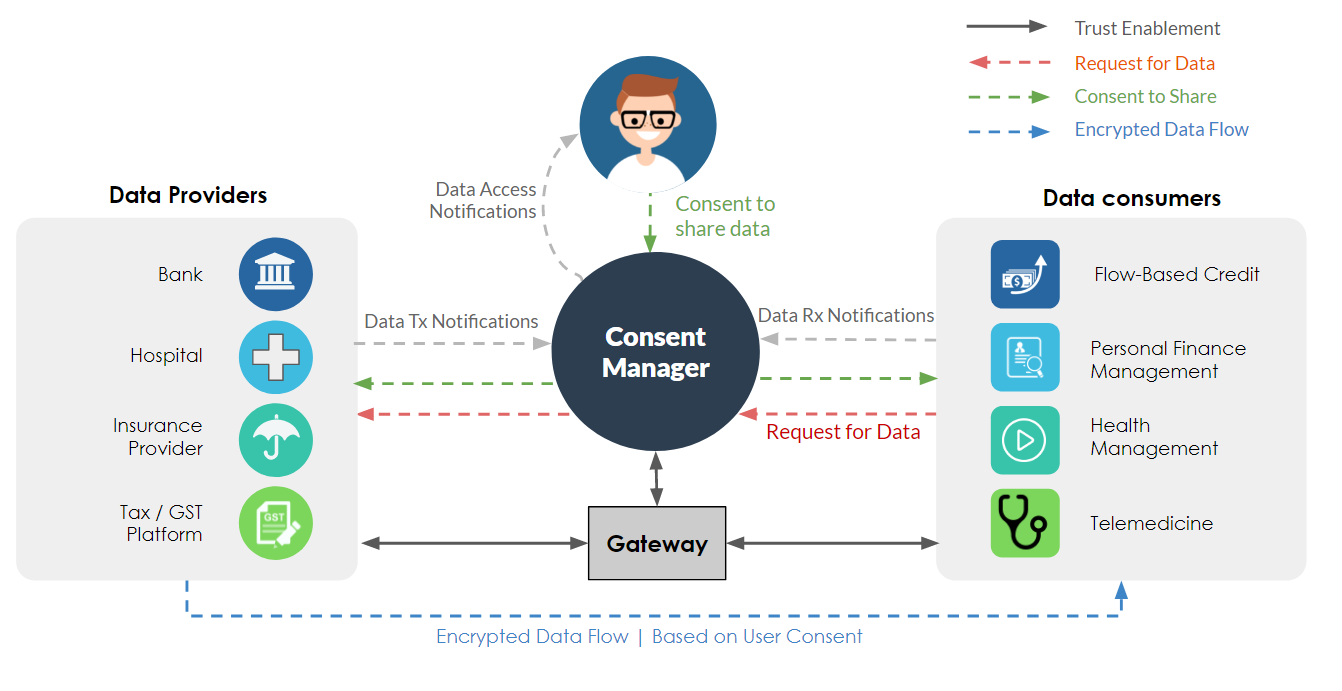 Trust Enablement
Request for Data
Consent to Share
Encrypted Data Flow
Data Providers
Bank
Hospital
Insurance
Provider
Tax / GST
Platform
GST
Data Access
Notifications
Consent to
share data
Data Tx Notifications
Consent
Manager
Data Rx Notifications
Request for Data
Gateway
Data consumers
Flow-Based Credit
Personal Finance
Management
Health
Management
Telemedicine
Encrypted Data Flow | Based on User Consent